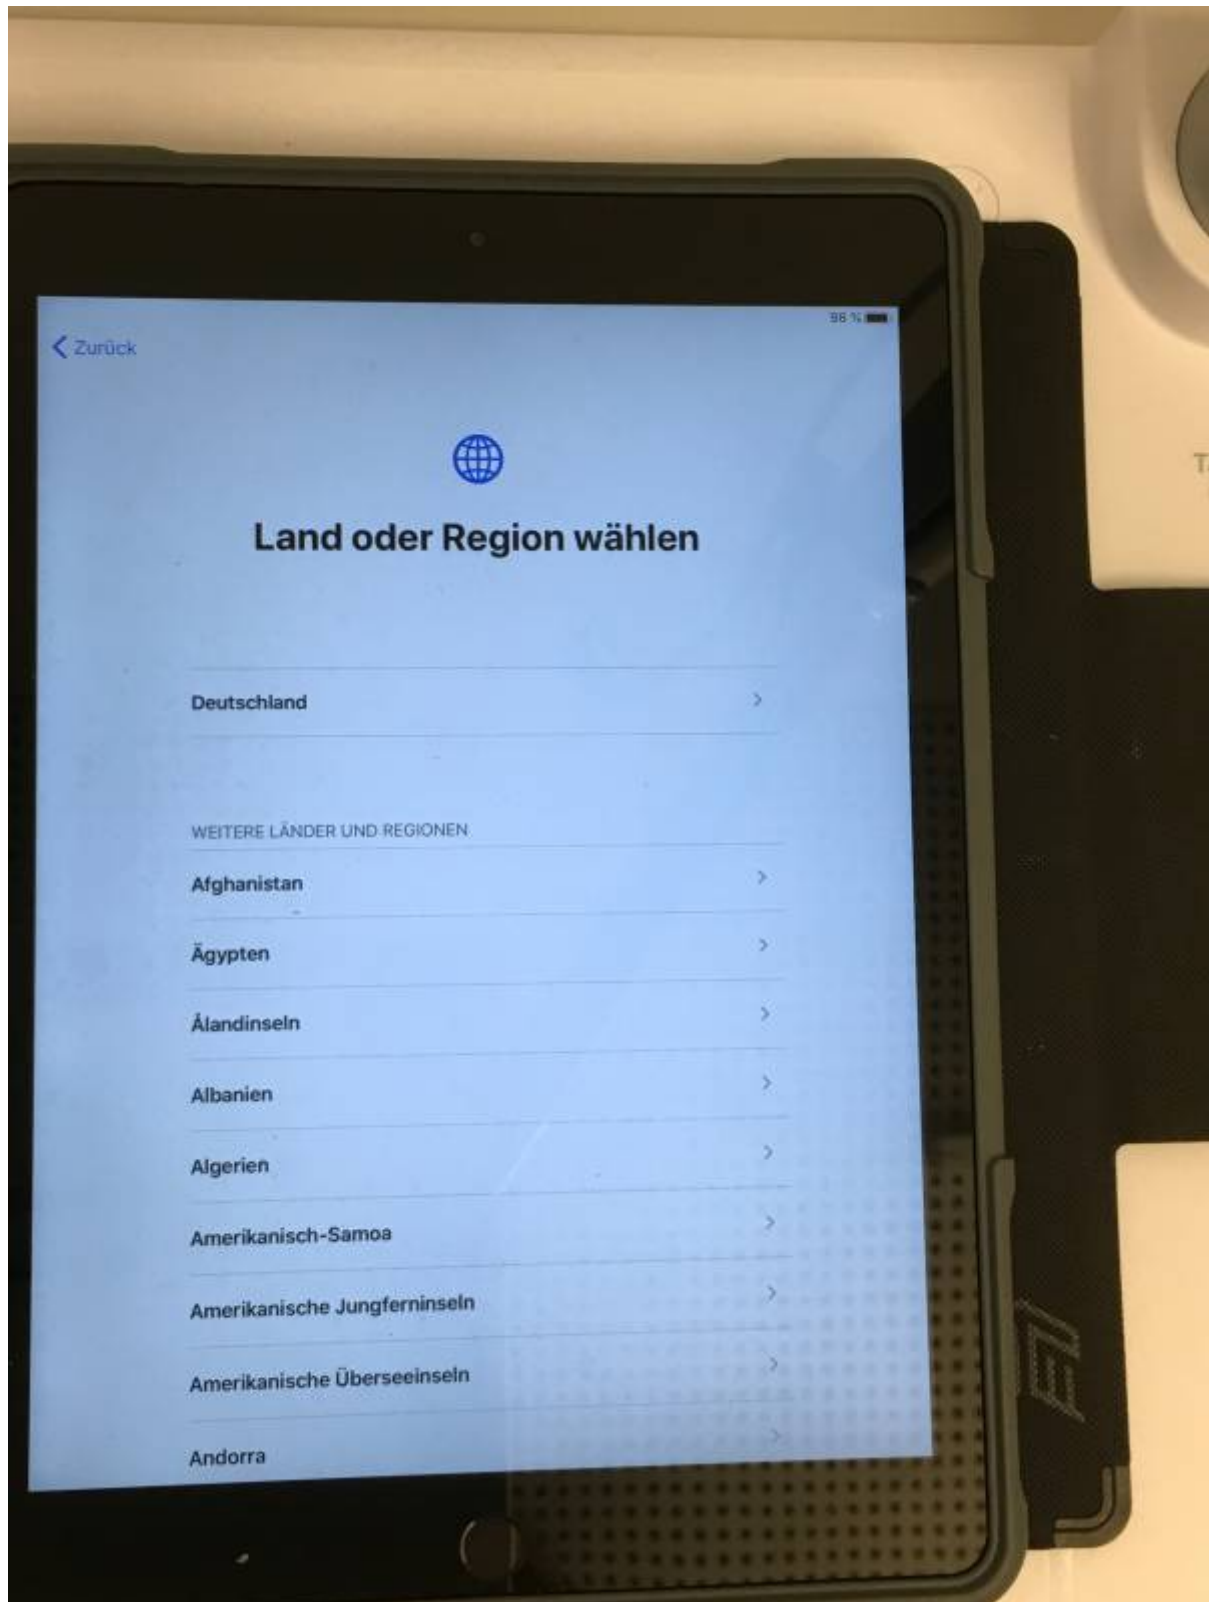 98 %
Zurück
Land oder Region wählen
Deutschland
WEITERE LÄNDER UND REGIONEN
Afghanistan
Ägypten
Ålandinseln
Albanien
Algerien
Amerikanisch-Samoa
Amerikanische Jungferninseln
Amerikanische Überseeinseln
Andorra